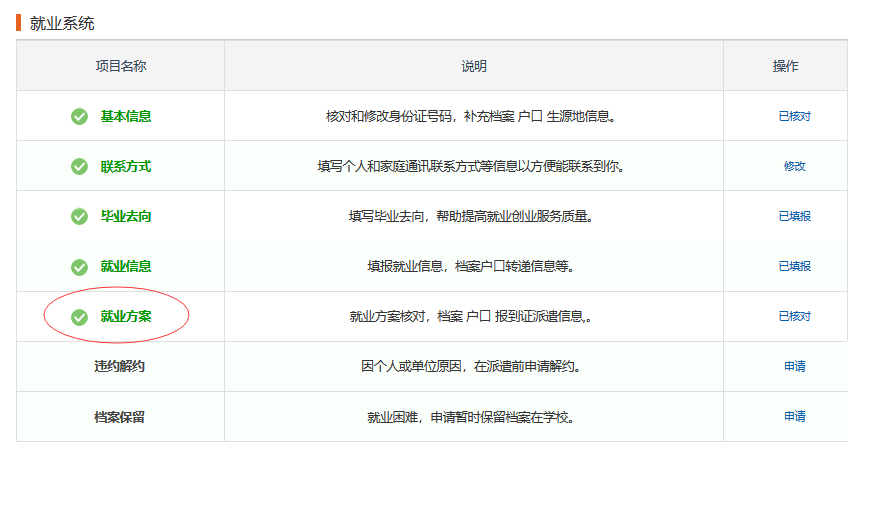 就业系统
项目名称 说明 操作
基本信息 核对和修改身份证号码，补充档案 户口 生源地信息。 已核对
联系方式 填写个人和家庭通讯联系方式等信息以方便能联系到你。 修改
毕业去向 填写毕业去向，帮助提高就业创业服务质量。 已填报
就业信息 填报就业信息，档案户口转递信息等。 已填报
就业方案 就业方案核对，档案 户口 报到证派遣信息,。 已核对
违约解约 因个人或单位原因，在派遣前申请解约。 申请
档案保留 就业困难，申请暂时保留档案在学校。 申请